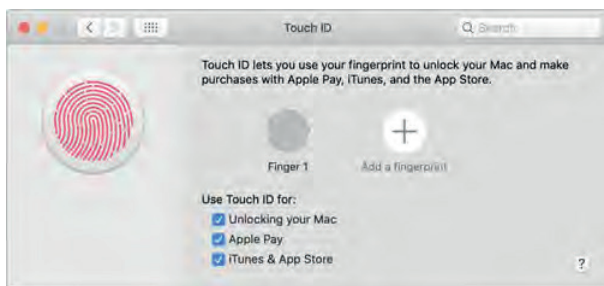 Touch ID
Search
Touch ID lets you use your fingerprint to unlock your Mac and make
purchases with Apple Pay, iTunes, and the App Store.
Finger 1
Add a fingerprint
Use Touch ID for:
Unlocking your Mac
Apple Pay
iTunes & App Store
?